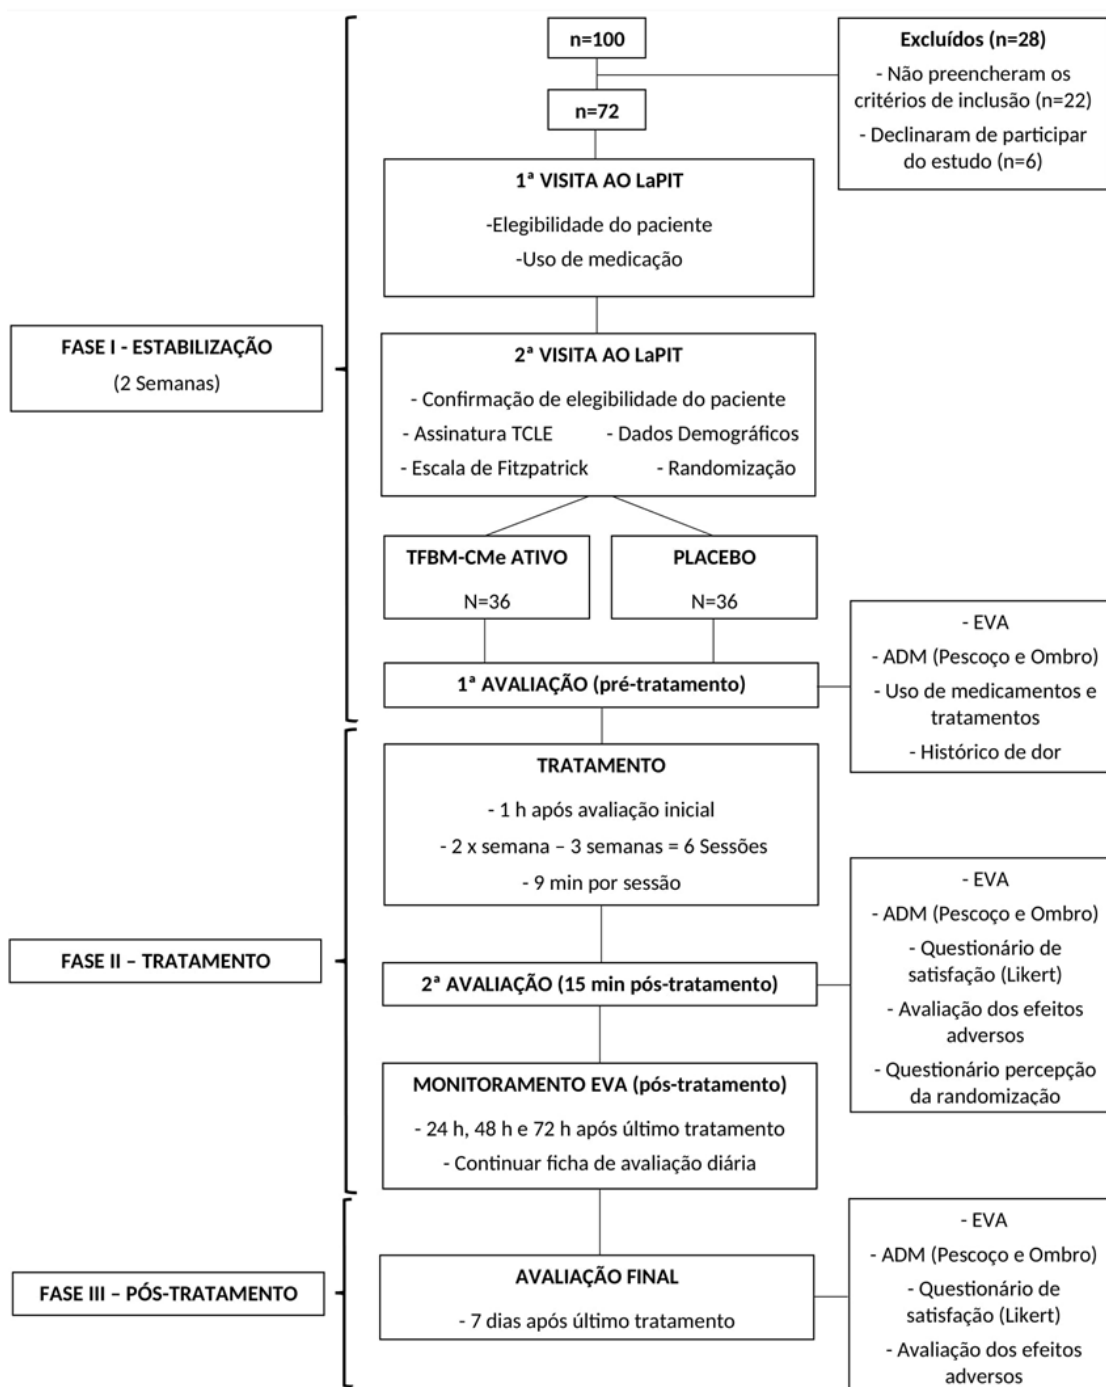 n=100
Excluídos (n=28)
- Não preencheram os
critérios de inclusão (n=22)
- Declinaram de participar
do estudo (n=6)
n=72
1ª VISITA AO LaPIT
-Elegibilidade do paciente
-Uso de medicação
FASE I - ESTABILIZAÇÃO
(2 Semanas)
2ª VISITA AO LaPIT
- Confirmação de elegibilidade do paciente
- Assinatura TCLE - Dados Demográficos
- Escala de Fitzpatrick - Randomização
TFBM-CMe ATIVO
N=36
PLACEBO
N=36
1ª AVALIAÇÃO (pré-tratamento)
- EVA
- ADM (Pescoço e Ombro)
- Uso de medicamentos e
tratamentos
- Histórico de dor
TRATAMENTO
- 1 h após avaliação inicial
- 2 x semana – 3 semanas = 6 Sessões
- 9 min por sessão
FASE II – TRATAMENTO
2ª AVALIAÇÃO (15 min pós-tratamento)
- EVA
- ADM (Pescoço e Ombro)
- Questionário de
satisfação (Likert)
- Avaliação dos efeitos
adversos
- Questionário percepção
da randomização
MONITORAMENTO EVA (pós-tratamento)
- 24 h, 48 h e 72 h após último tratamento
- Continuar ficha de avaliação diária
FASE III – PÓS-TRATAMENTO
AVALIAÇÃO FINAL
- 7 dias após último tratamento
- EVA
- ADM (Pescoço e Ombro)
- Questionário de
satisfação (Likert)
- Avaliação dos efeitos
adversos